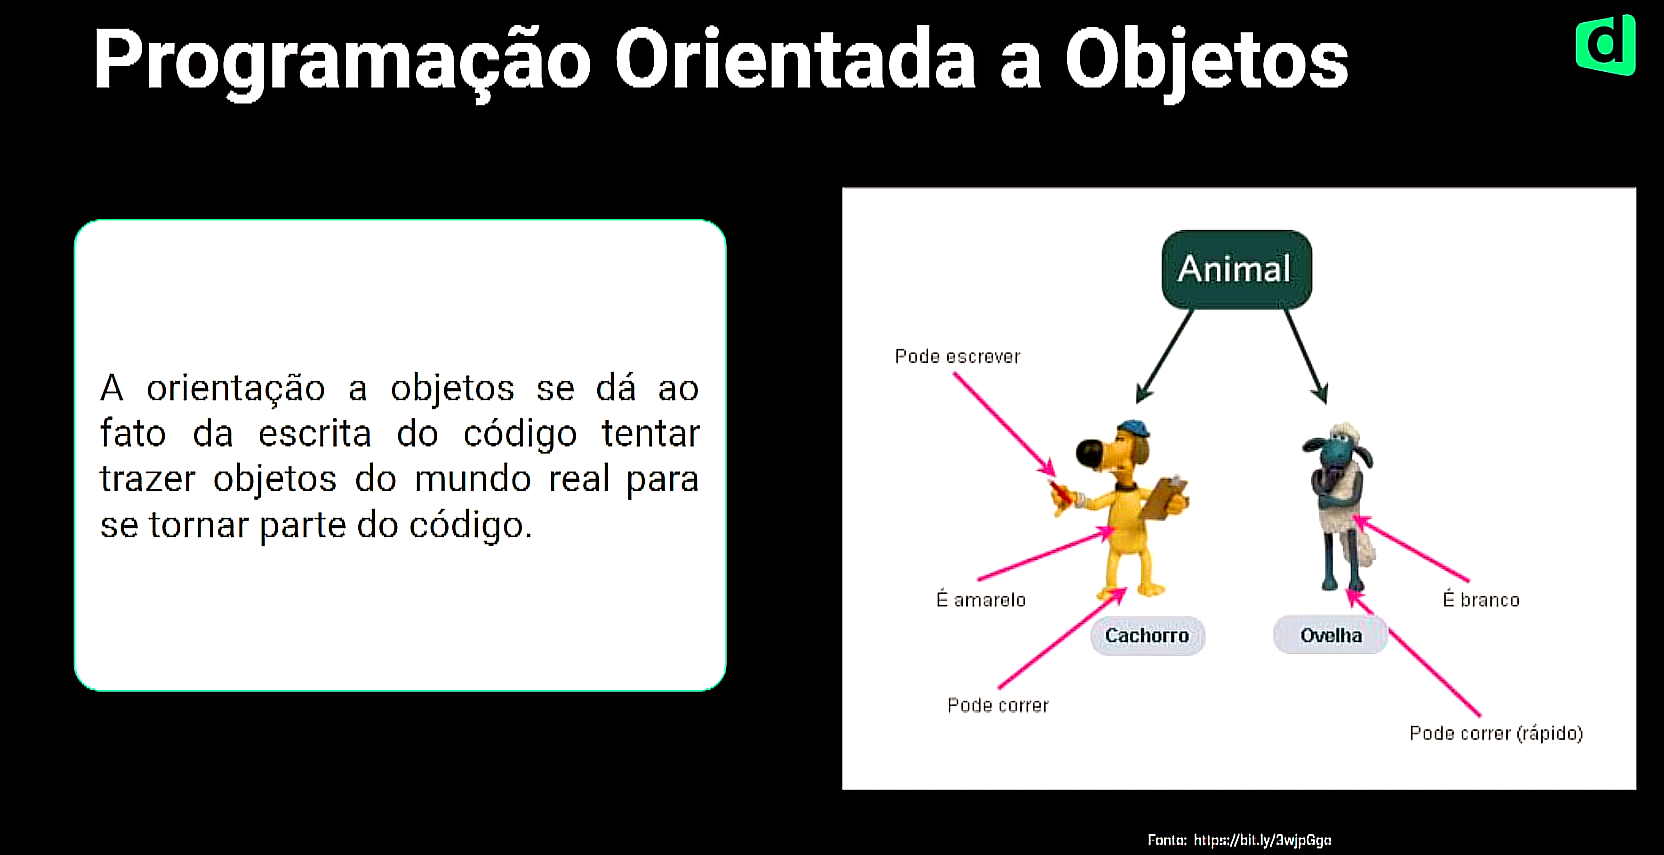 Programação Orientada a Objetos
d
A orientação a objetos se dá ao
fato da escrita do código tentar
trazer objetos do mundo real para
se tornar parte do código.
Animal
Pode escrever
É amarelo
É branco
Cachorro
Ovelha
Pode correr
Pode correr (rápido)
Fonte: https://bit.ly/3wjpGgo